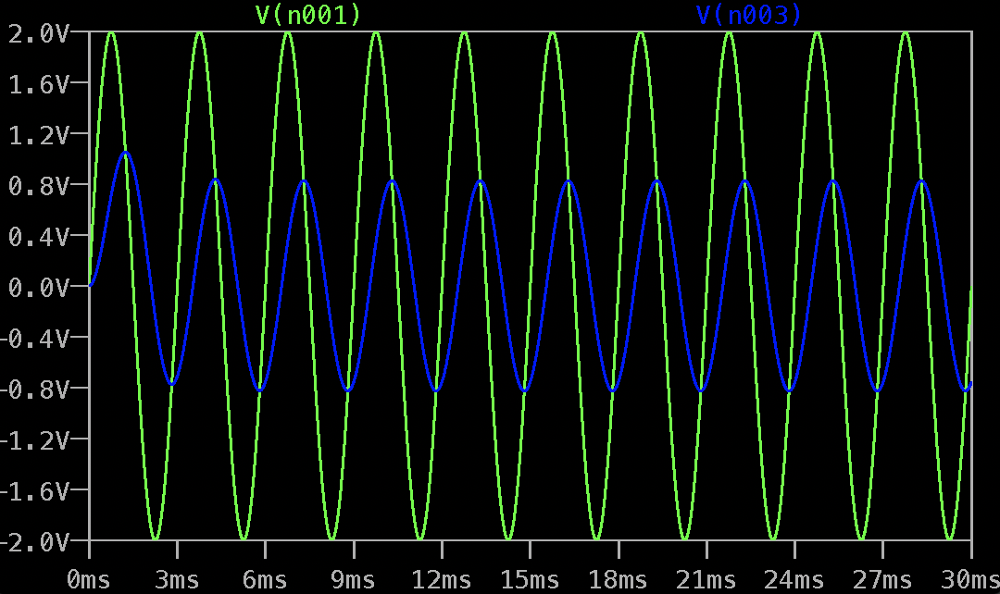 V(n001) V(n003)
2.0V
1.6V
1.2V
0.8V
0.4V
0.0V
-0.4V
-0.8V
-1.2V
-1.6V
-2.0V
0ms 3ms 6ms 9ms 12ms 15ms 18ms 21ms 24ms 27ms 30ms